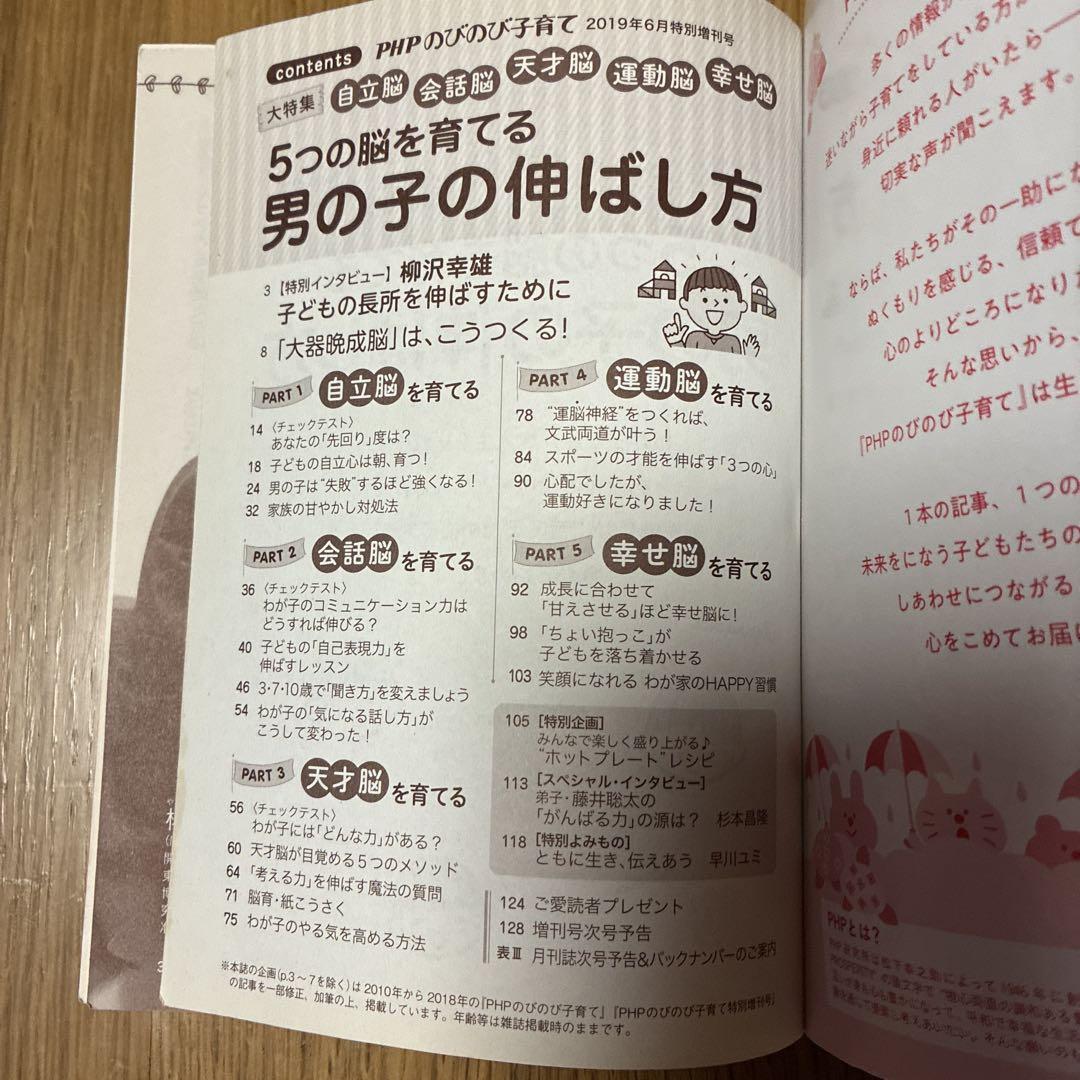 contents PHPのびのび子育て 2019年6月特別増刊号
大特集 自立脳 会話脳 天才脳 運動脳 幸せ脳
5つの脳を育てる
男の子の伸ばし方
3 【特別インタビュー】 柳沢幸雄
子どもの長所を伸ばすために
8 「大器晩成脳」は、こうつくる!
PART 1 自立脳を育てる
14 〈チェックテスト〉
あなたの「先回り」度は?
18 子どもの自立心は朝、育つ!
24 男の子は“失敗”するほど強くなる!
32 家族の甘やかし対処法
PART 2 会話脳を育てる
36 〈チェックテスト〉
わが子のコミュニケーション力は
どうすれば伸びる?
40 子どもの「自己表現力」を
伸ばすレッスン
46 3・7・10歳で「聞き方」を変えましょう
54 わが子の「気になる話し方」が
こうして変わった!
PART 3 天才脳を育てる
56 〈チェックテスト〉
わが子には「どんな力」がある?
60 天才脳が目覚める5つのメソッド
64 「考える力」を伸ばす魔法の質問
71 脳育・紙こうさく
75 わが子のやる気を高める方法
PART 4 運動脳を育てる
78 “運脳神経”をつくれば、
文武両道が叶う!
84 スポーツの才能を伸ばす「3つの心」
90 心配でしたが、
運動好きになりました!
PART 5 幸せ脳を育てる
92 成長に合わせて
「甘えさせる」ほど幸せ脳に!
98 「ちょい抱っこ」が
子どもを落ち着かせる
103 笑顔になれる わが家のHAPPY習慣
105 [特別企画]
みんなで楽しく盛り上がる♪
“ホットプレート”レシピ
113 [スペシャル・インタビュー]
弟子・藤井聡太の
「がんばる力」の源は? 杉本昌隆
118 [特別よみもの]
ともに生き、伝えあう 早川ユミ
124 ご愛読者プレゼント
128 増刊号次号予告
表Ⅲ 月刊誌次号予告&バックナンバーのご案内
※本誌の企画(p.3～7を除く)は2010年から2018年の『PHPのびのび子育て』『PHPのびのび子育て特別増刊号』
の記事を一部修正、加筆の上、掲載しています。年齢等は雑誌掲載時のままです。
多くの情報が
迷いながら子育てをしている方が
身近に頼れる人がいたら――
切実な声が聞こえます。
ならば、私たちがその一助にな
ぬくもりを感じる、信頼で
心のよりどころになりた
そんな思いから、
『PHPのびのび子育て』は生
1本の記事、1つの
未来をになう子どもたちの
しあわせにつながる
心をこめてお届け
PHPとは?